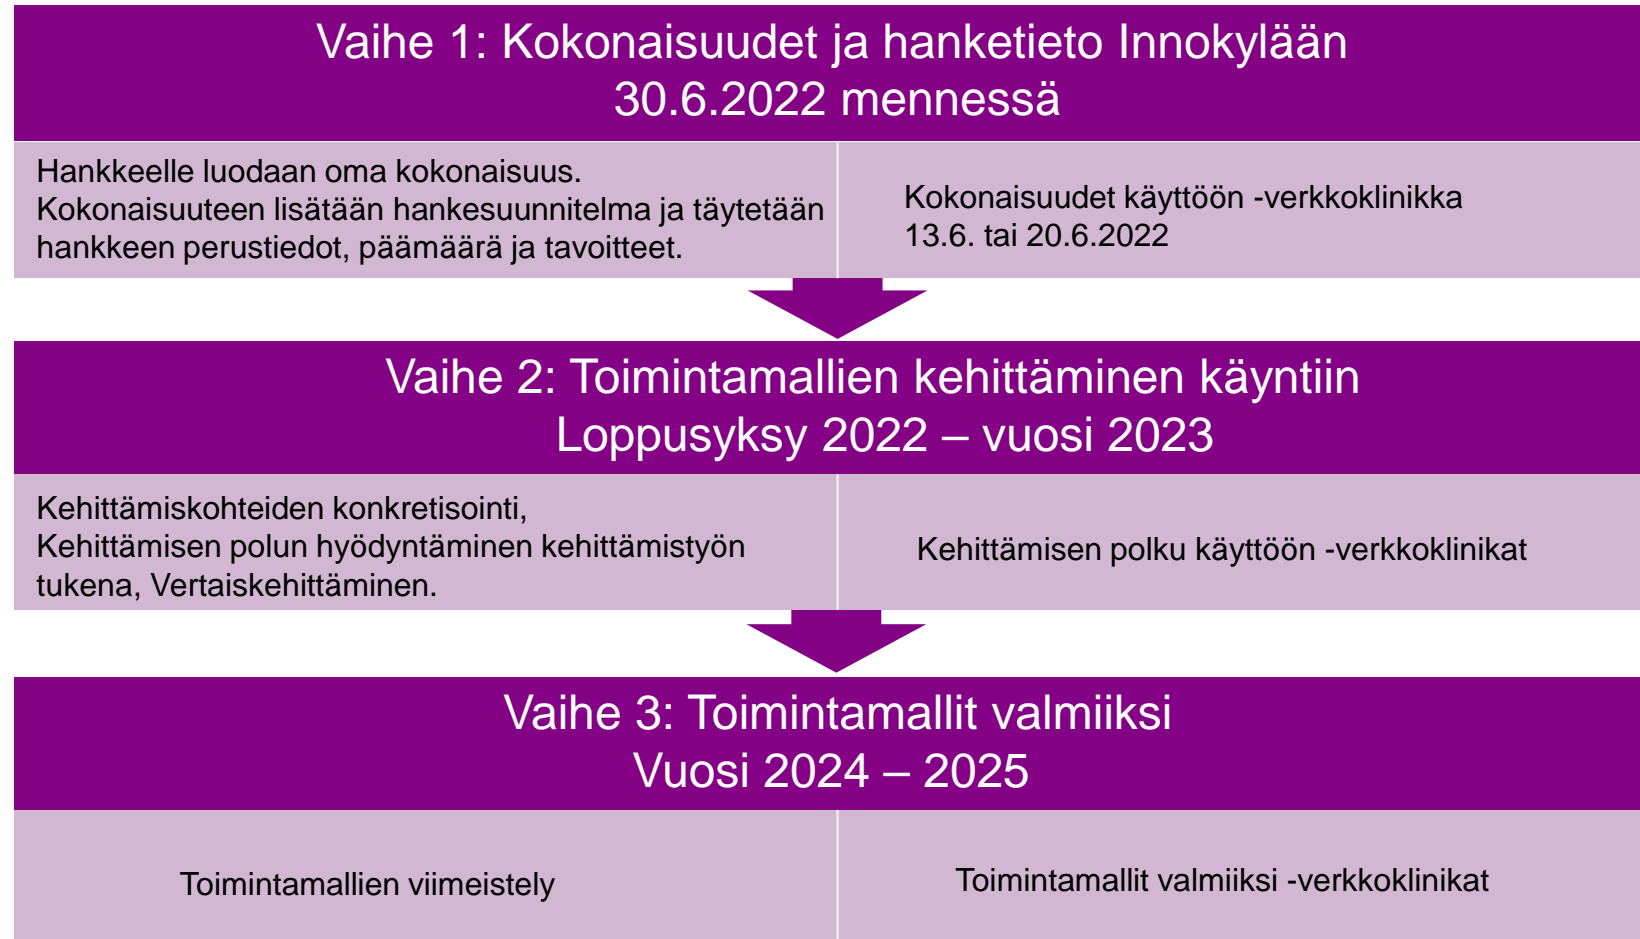 Vaihe 1: Kokonaisuudet ja hanketieto Innokylään
30.6.2022 mennessä
Hankkeelle luodaan oma kokonaisuus.
Kokonaisuuteen lisätään hankesuunnitelma ja täytetään
hankkeen perustiedot, päämäärä ja tavoitteet.
Kokonaisuudet käyttöön -verkkoklinikka
13.6. tai 20.6.2022
Vaihe 2: Toimintamallien kehittäminen käyntiin
Loppusyksy 2022 – vuosi 2023
Kehittämiskohteiden konkretisointi,
Kehittämisen polun hyödyntäminen kehittämistyön
tukena, Vertaiskehittäminen.
Kehittämisen polku käyttöön -verkkoklinikat
Vaihe 3: Toimintamallit valmiiksi
Vuosi 2024 – 2025
Toimintamallien viimeistely
Toimintamallit valmiiksi -verkkoklinikat